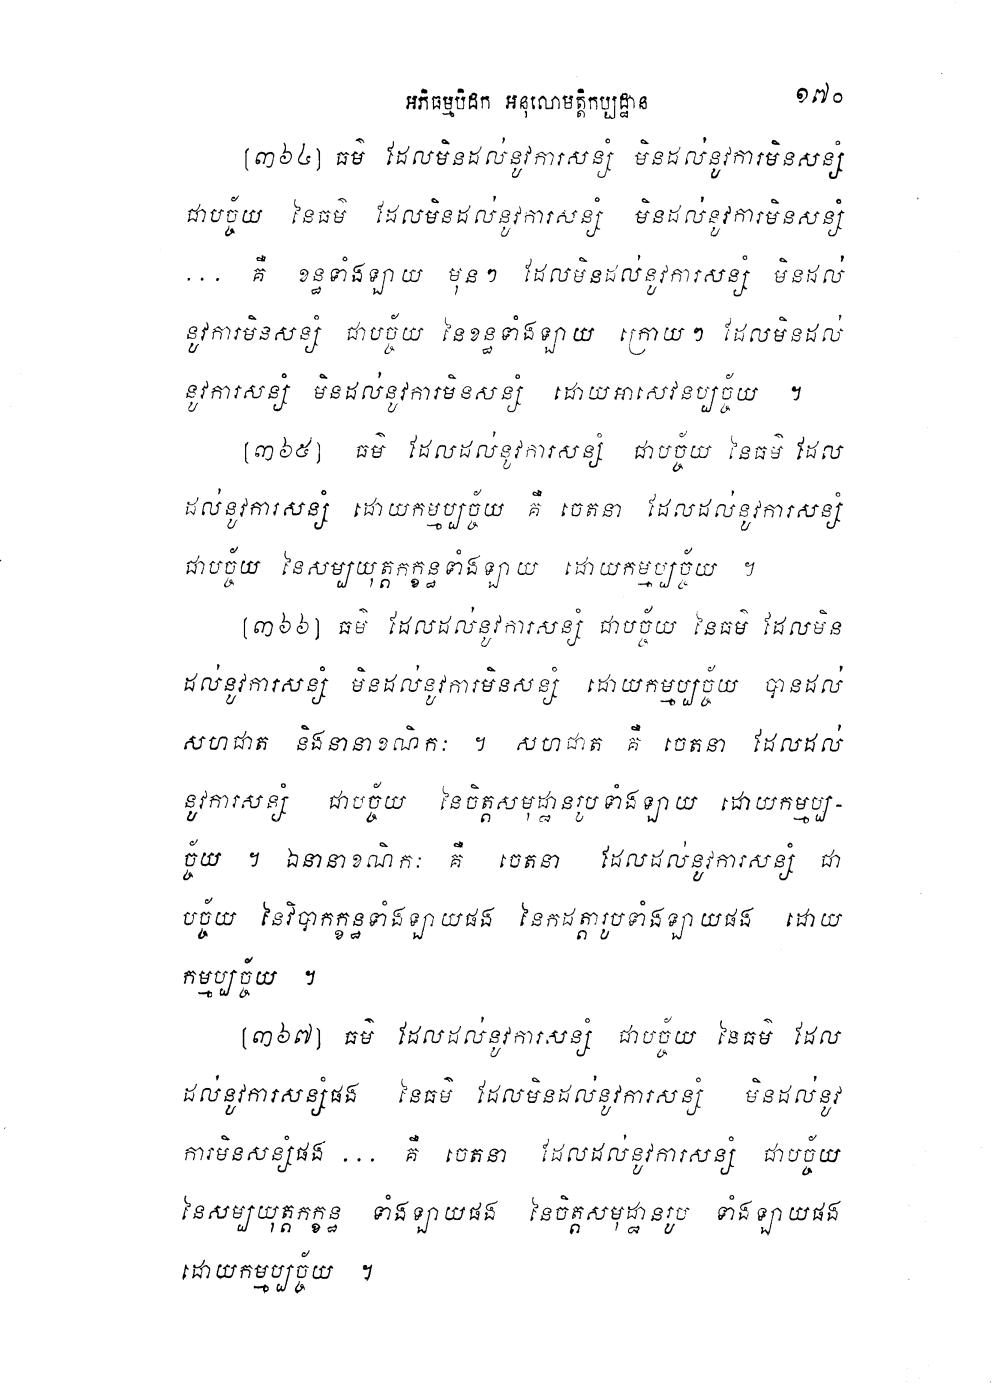 អភិធម្មបិដក អនុលោមត្តិកប្បដ្ឋាន ១៧០
[៣៦៤] ធម៌ ដែលមិនដល់នូវការសន្សំ មិនដល់នូវការមិនសន្សំ
ជាបច្ច័យ នៃធម៌ ដែលមិនដល់នូវការសន្សំ មិនដល់នូវការមិនសន្សំ
... គឺ ខន្ធទាំងឡាយ មុនៗ ដែលមិនដល់នូវការសន្សំ មិនដល់
នូវការមិនសន្សំ ជាបច្ច័យ នៃខន្ធទាំងឡាយ ក្រោយៗ ដែលមិនដល់
នូវការសន្សំ មិនដល់នូវការមិនសន្សំ ដោយអាសេវនប្បច្ច័យ ។
[៣៦៥] ធម៌ ដែលដល់នូវការសន្សំ ជាបច្ច័យ នៃធម៌ ដែល
ដល់នូវការសន្សំ ដោយកម្មប្បច្ច័យ គឺ ចេតនា ដែលដល់នូវការសន្សំ
ជាបច្ច័យ នៃសម្បយុត្តកក្ខន្ធទាំងឡាយ ដោយកម្មប្បច្ច័យ ។
[៣៦៦] ធម៌ ដែលដល់នូវការសន្សំ ជាបច្ច័យ នៃធម៌ ដែលមិន
ដល់នូវការសន្សំ មិនដល់នូវការមិនសន្សំ ដោយកម្មប្បច្ច័យ បានដល់
សហជាត និងនានាខណិកៈ ។ សហជាត គឺ ចេតនា ដែលដល់
នូវការសន្សំ ជាបច្ច័យ នៃចិត្តសមុដ្ឋានរូបទាំងឡាយ ដោយកម្មប្ប-
ច្ច័យ ។ ឯនានាខណិកៈ គឺ ចេតនា ដែលដល់នូវការសន្សំ ជា
បច្ច័យ នៃវិបាកក្ខន្ធទាំងឡាយផង នៃកដត្តារូបទាំងឡាយផង ដោយ
កម្មប្បច្ច័យ ។
[៣៦៧] ធម៌ ដែលដល់នូវការសន្សំ ជាបច្ច័យ នៃធម៌ ដែល
ដល់នូវការសន្សំផង នៃធម៌ ដែលមិនដល់នូវការសន្សំ មិនដល់នូវ
ការមិនសន្សំផង ... គឺ ចេតនា ដែលដល់នូវការសន្សំ ជាបច្ច័យ
នៃសម្បយុត្តកក្ខន្ធ ទាំងឡាយផង នៃចិត្តសមុដ្ឋានរូប ទាំងឡាយផង
ដោយកម្មប្បច្ច័យ ។